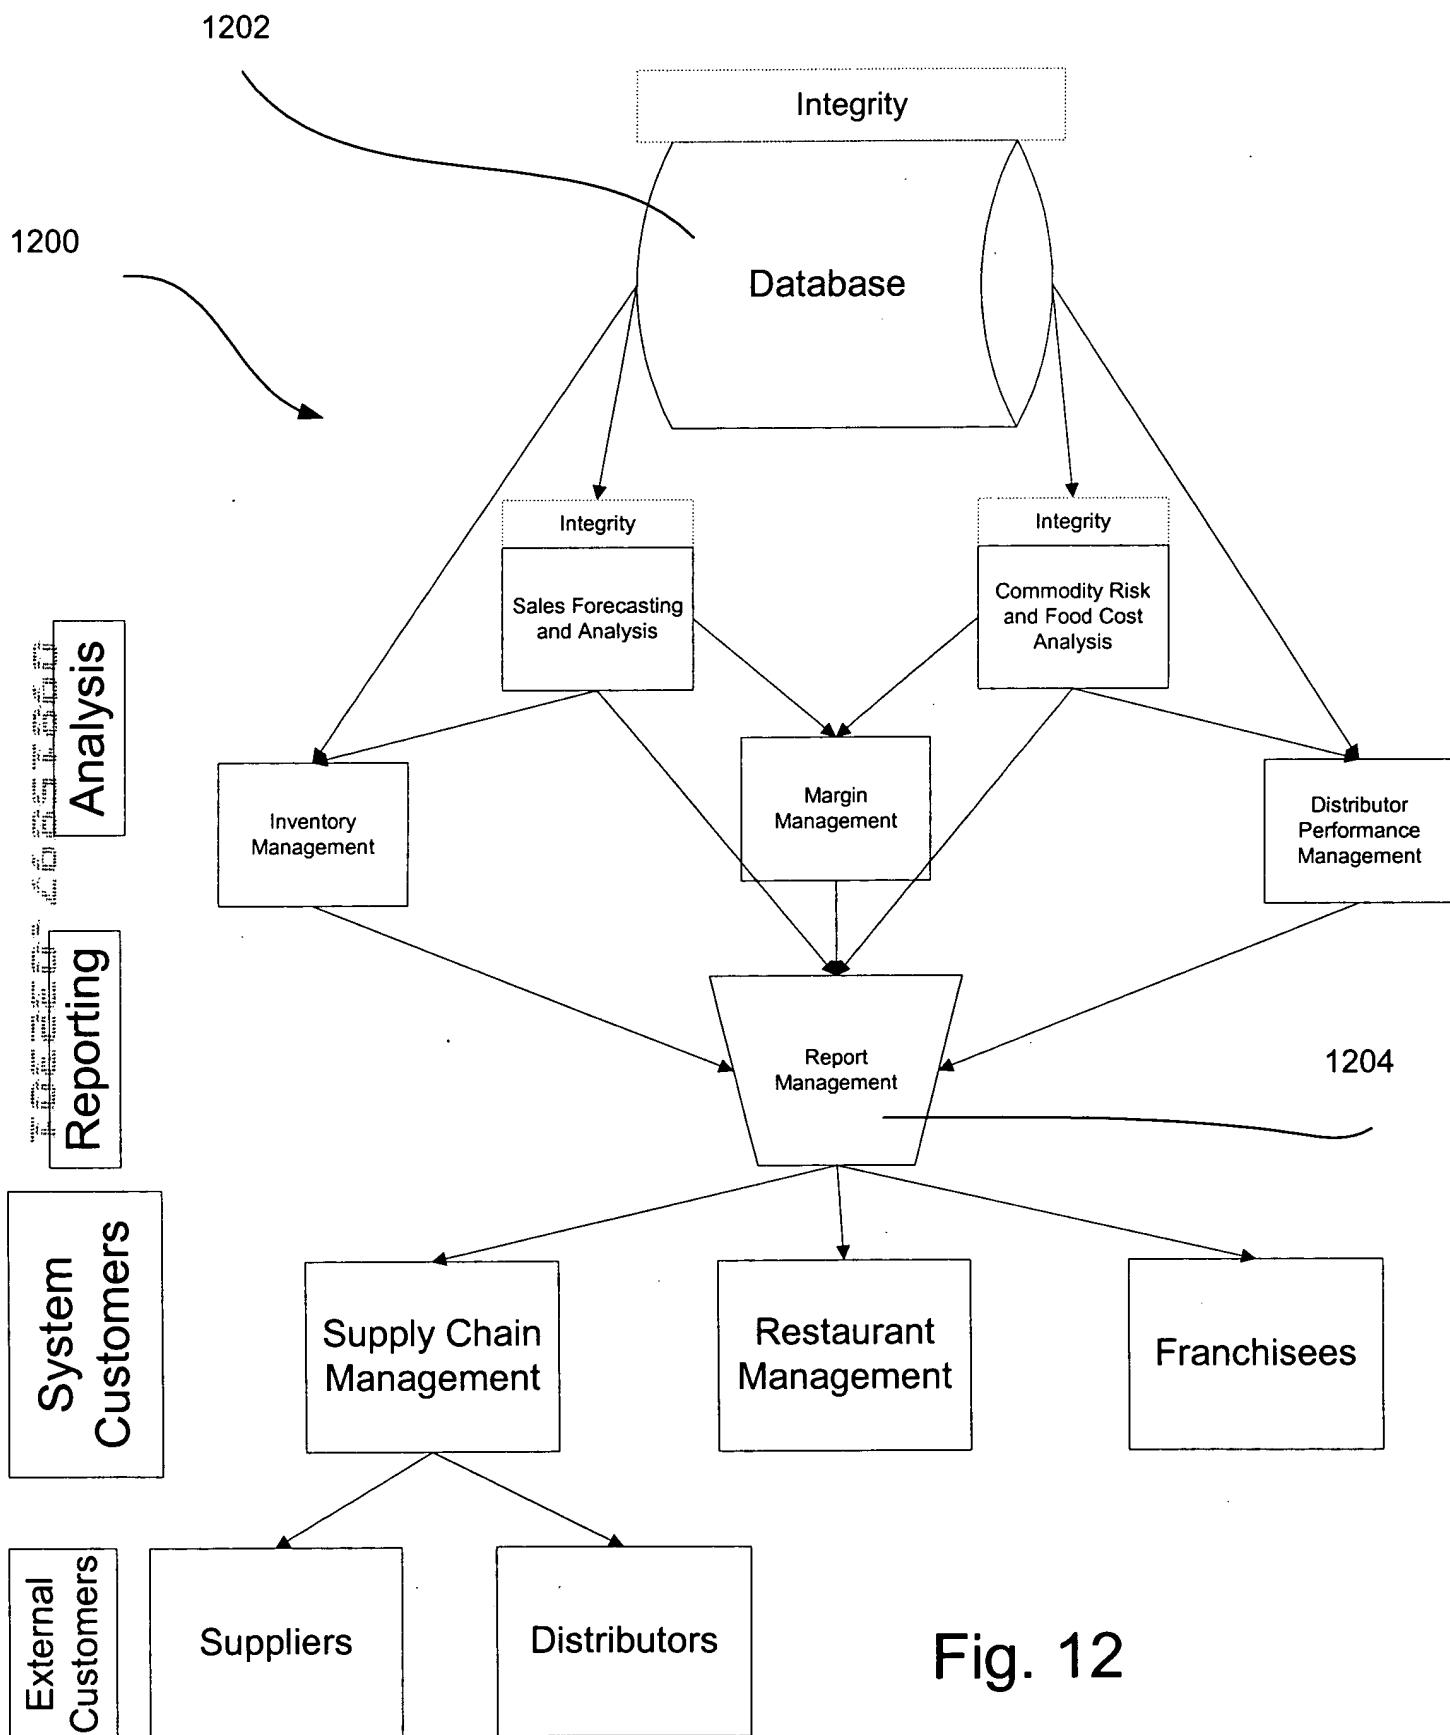 1202
Integrity
1200
Database
Integrity
Integrity
Sales Forecasting
and Analysis
Commodity Risk
and Food Cost
Analysis
Analysis
Inventory
Management
Margin
Management
Distributor
Performance
Management
Reporting
Report
Management
1204
System
Customers
Supply Chain
Management
Restaurant
Management
Franchisees
External
Customers
Suppliers
Distributors
Fig. 12